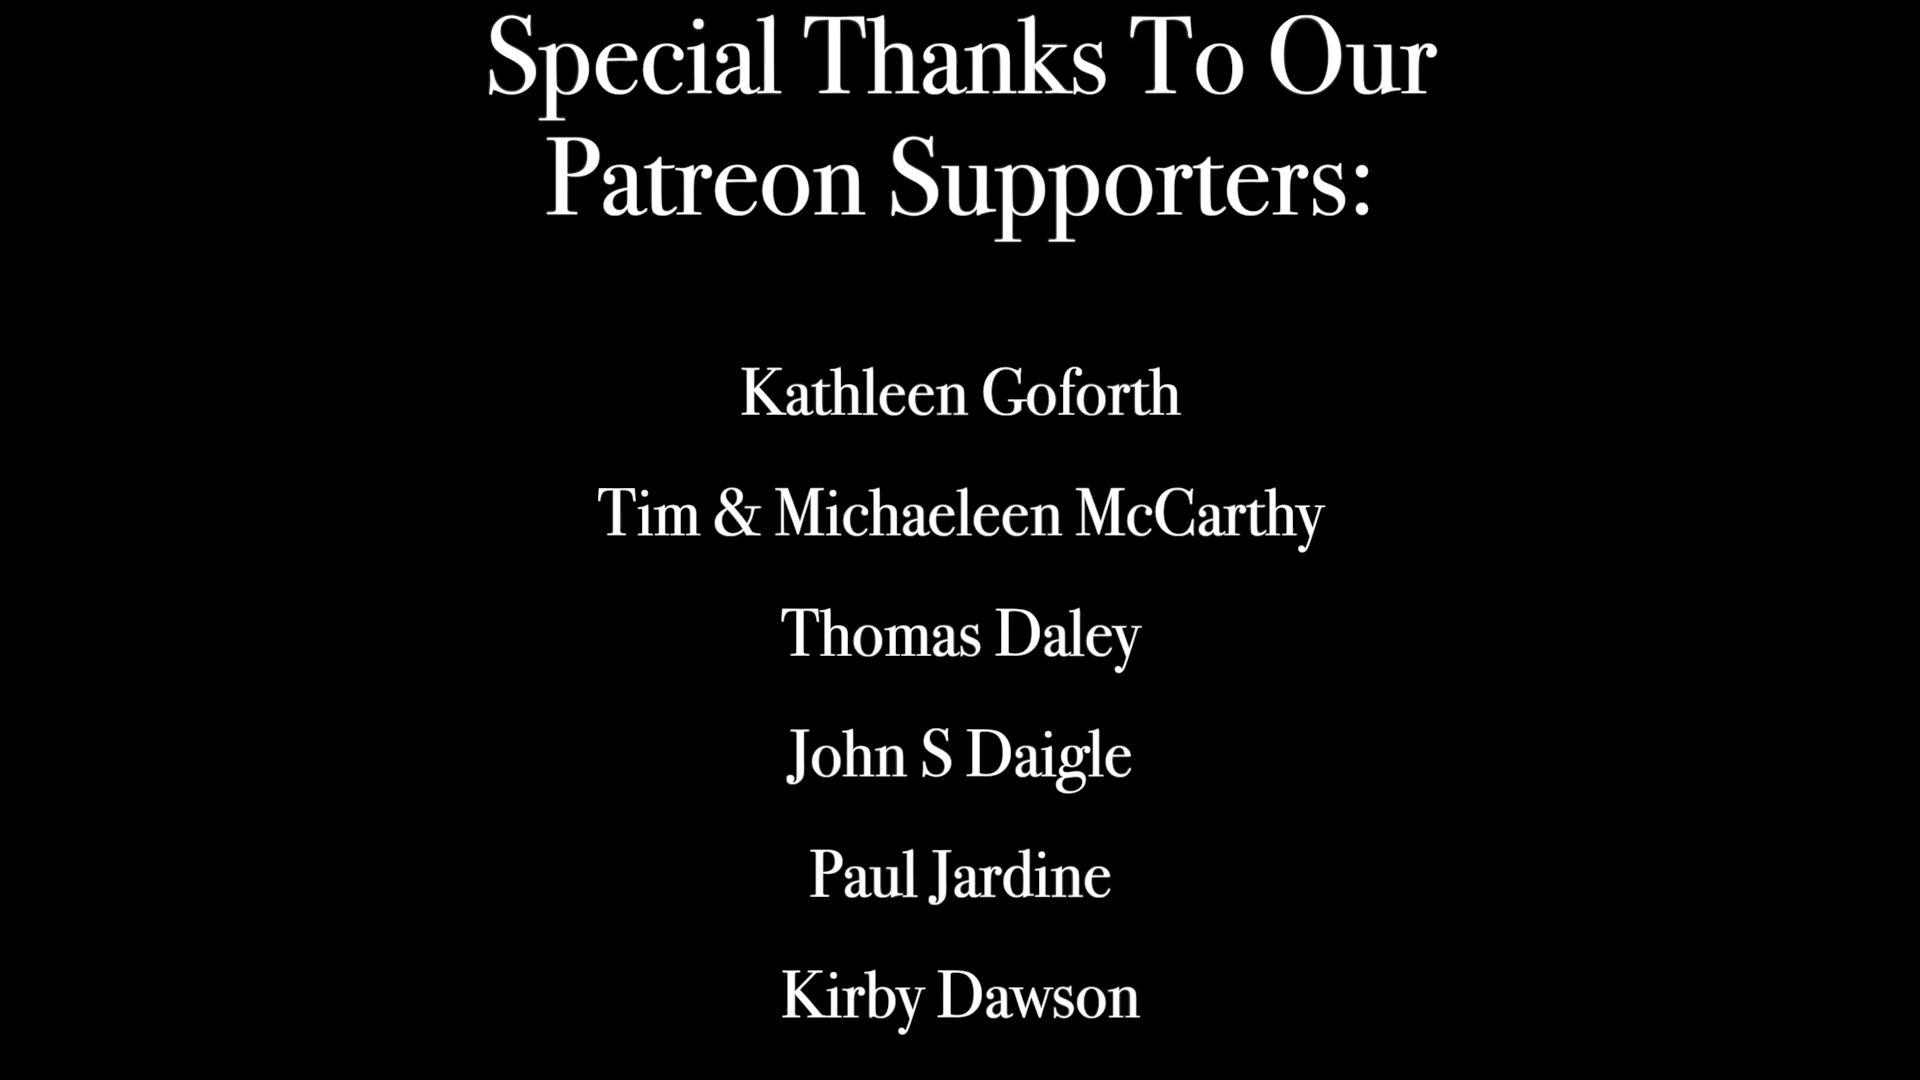 Special Thanks To Our
Patreon Supporters:
Kathleen Goforth
Tim & Michaeleen McCarthy
Thomas Daley
John S Daigle
Paul Jardine
Kirby Dawson